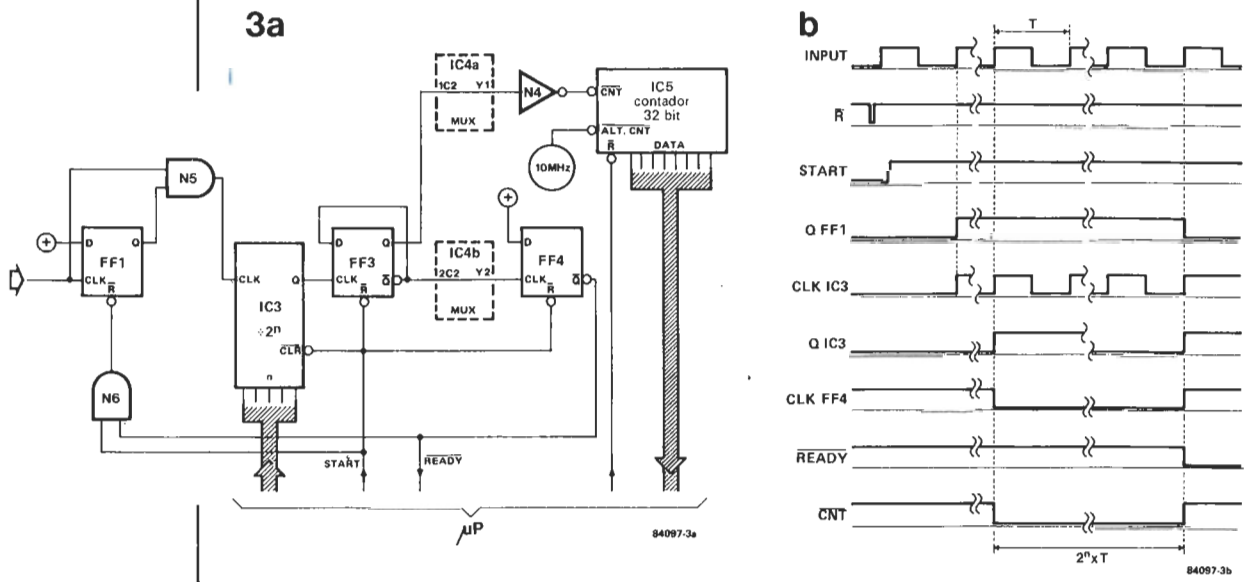 3a
IC4a
1C2 Y1
MUX
N4
CNT
IC5
contador
32 bit
ALT. CNT
R DATA
10MHz
N5
+
D Q
FF1
CLK
R
CLK Q
IC3
÷2ⁿ
CLR
n
D Q
FF3
CLK Q
R
IC4b
2C2 Y2
MUX
+
D
FF4
CLK Q
R
N6
START
READY
µP
84097-3a
b
T
INPUT
R
START
Q FF1
CLK IC3
Q IC3
CLK FF4
READY
CNT
2ⁿxT
84097-3b